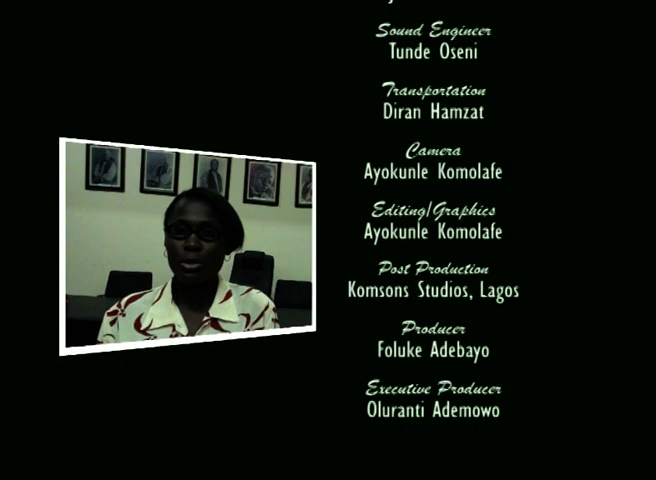 Sound Engineer
Tunde Oseni
Transportation
Diran Hamzat
Camera
Ayokunle Komolafe
Editing/Graphics
Ayokunle Komolafe
Post Production
Komsons Studios, Lagos
Producer
Foluke Adebayo
Executive Producer
Oluranti Ademowo